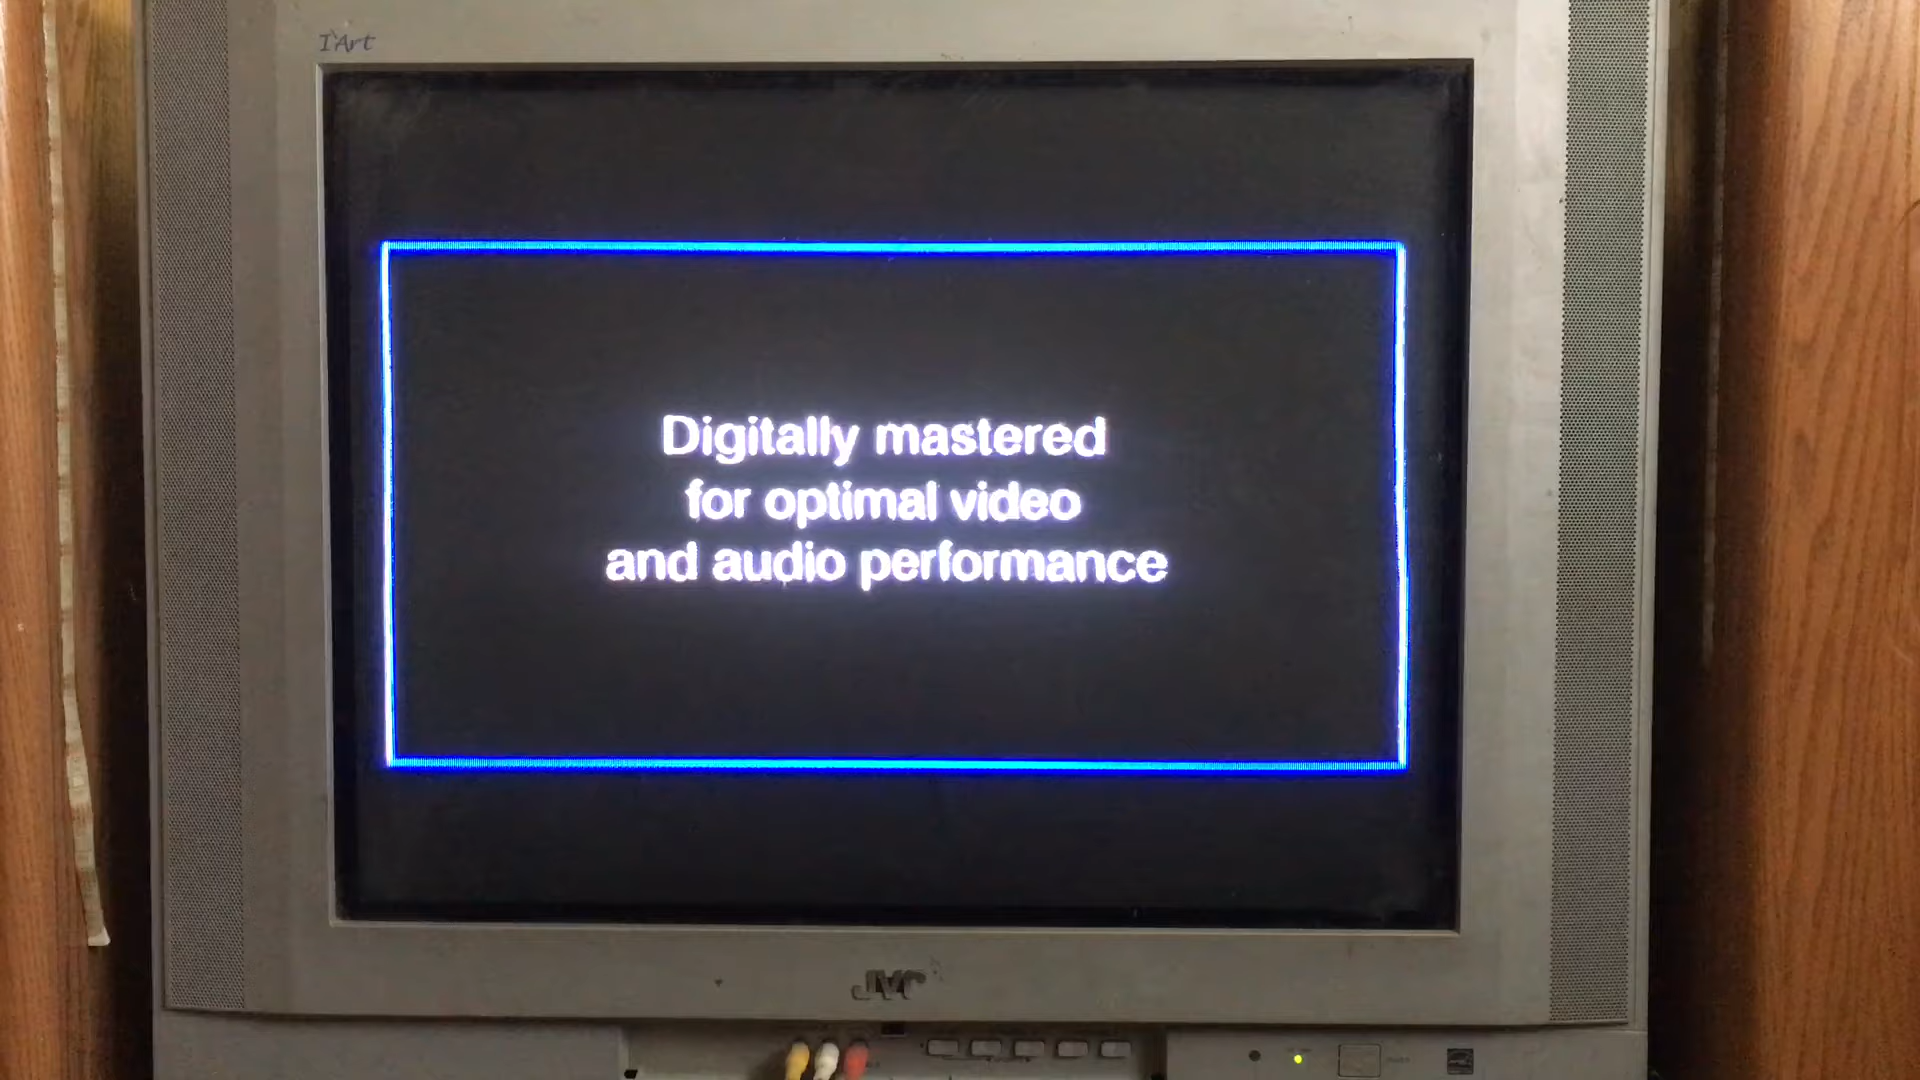 I'Art
Digitally mastered
for optimal video
and audio performance
JVC